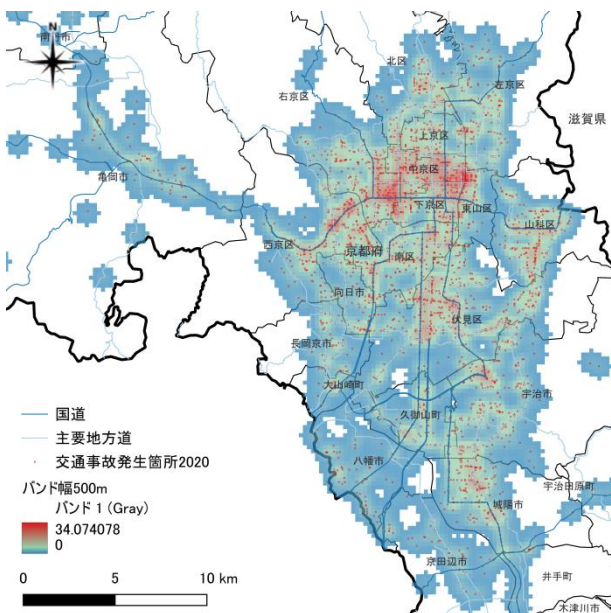 N
南丹市
北区
左京区
右京区
滋賀県
上京区
中京区
亀岡市
下京区
東山区
山科区
西京区
京都府
南区
向日市
伏見区
長岡京市
大山崎町
宇治市
久御山町
国道
主要地方道
八幡市
交通事故発生箇所2020
宇治田原町
バンド幅500m
バンド 1 (Gray)
城陽市
34.074078
0
京田辺市
井手町
0 5 10 km
木津川市